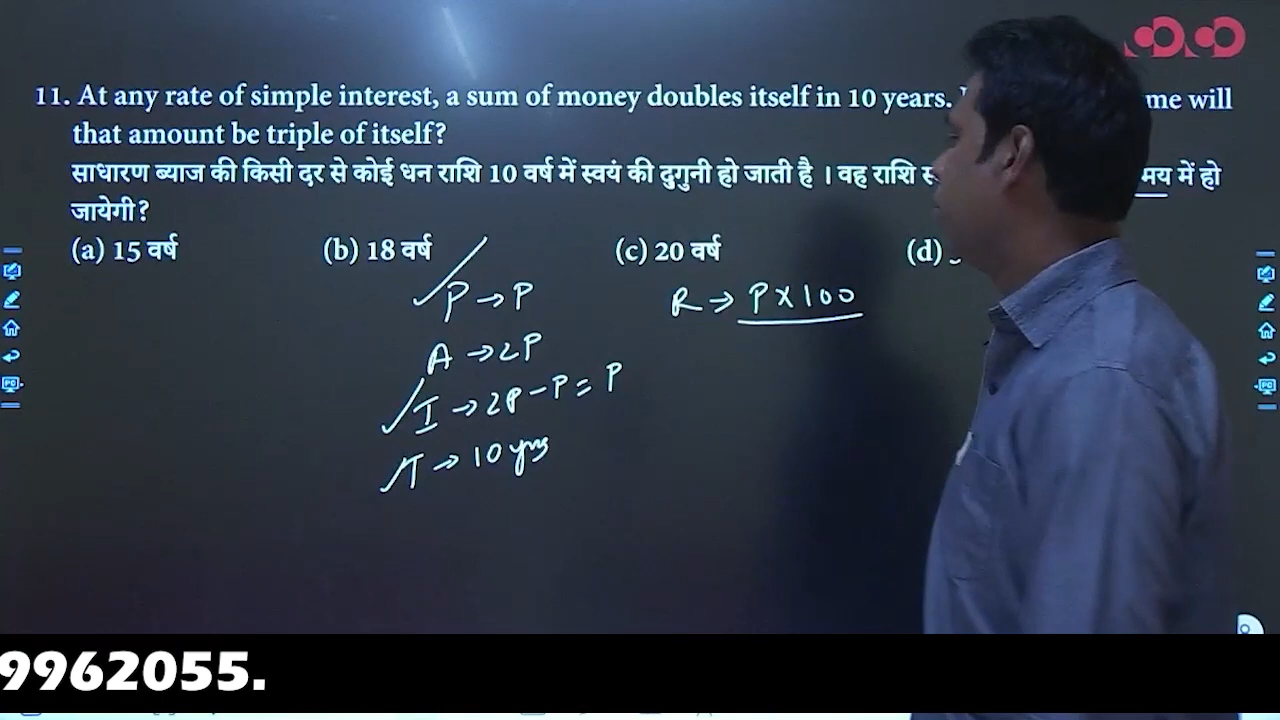 11. At any rate of simple interest, a sum of money doubles itself in 10 years. me will
that amount be triple of itself?
साधारण ब्याज की किसी दर से कोई धन राशि 10 वर्ष में स्वयं की दुगुनी हो जाती है । वह राशि में हो
जायेगी?
(a) 15 वर्ष (b) 18 वर्ष (c) 20 वर्ष (d)
P → P
A → 2P
I → 2P - P = P
T → 10 yrs
R → P X 100
9962055.